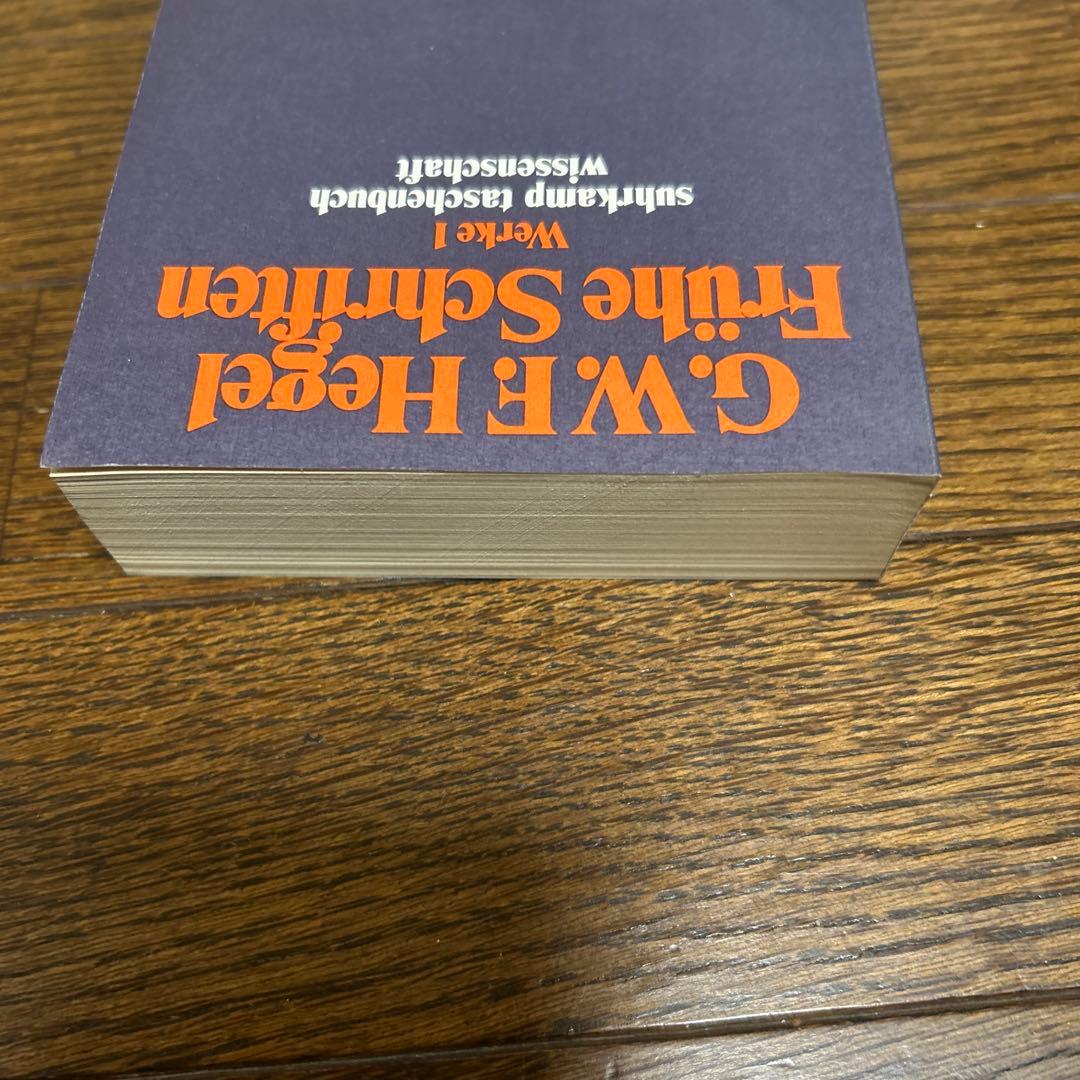 G.W.F. Hegel
Frühe Schriften
Werke 1
suhrkamp taschenbuch
wissenschaft